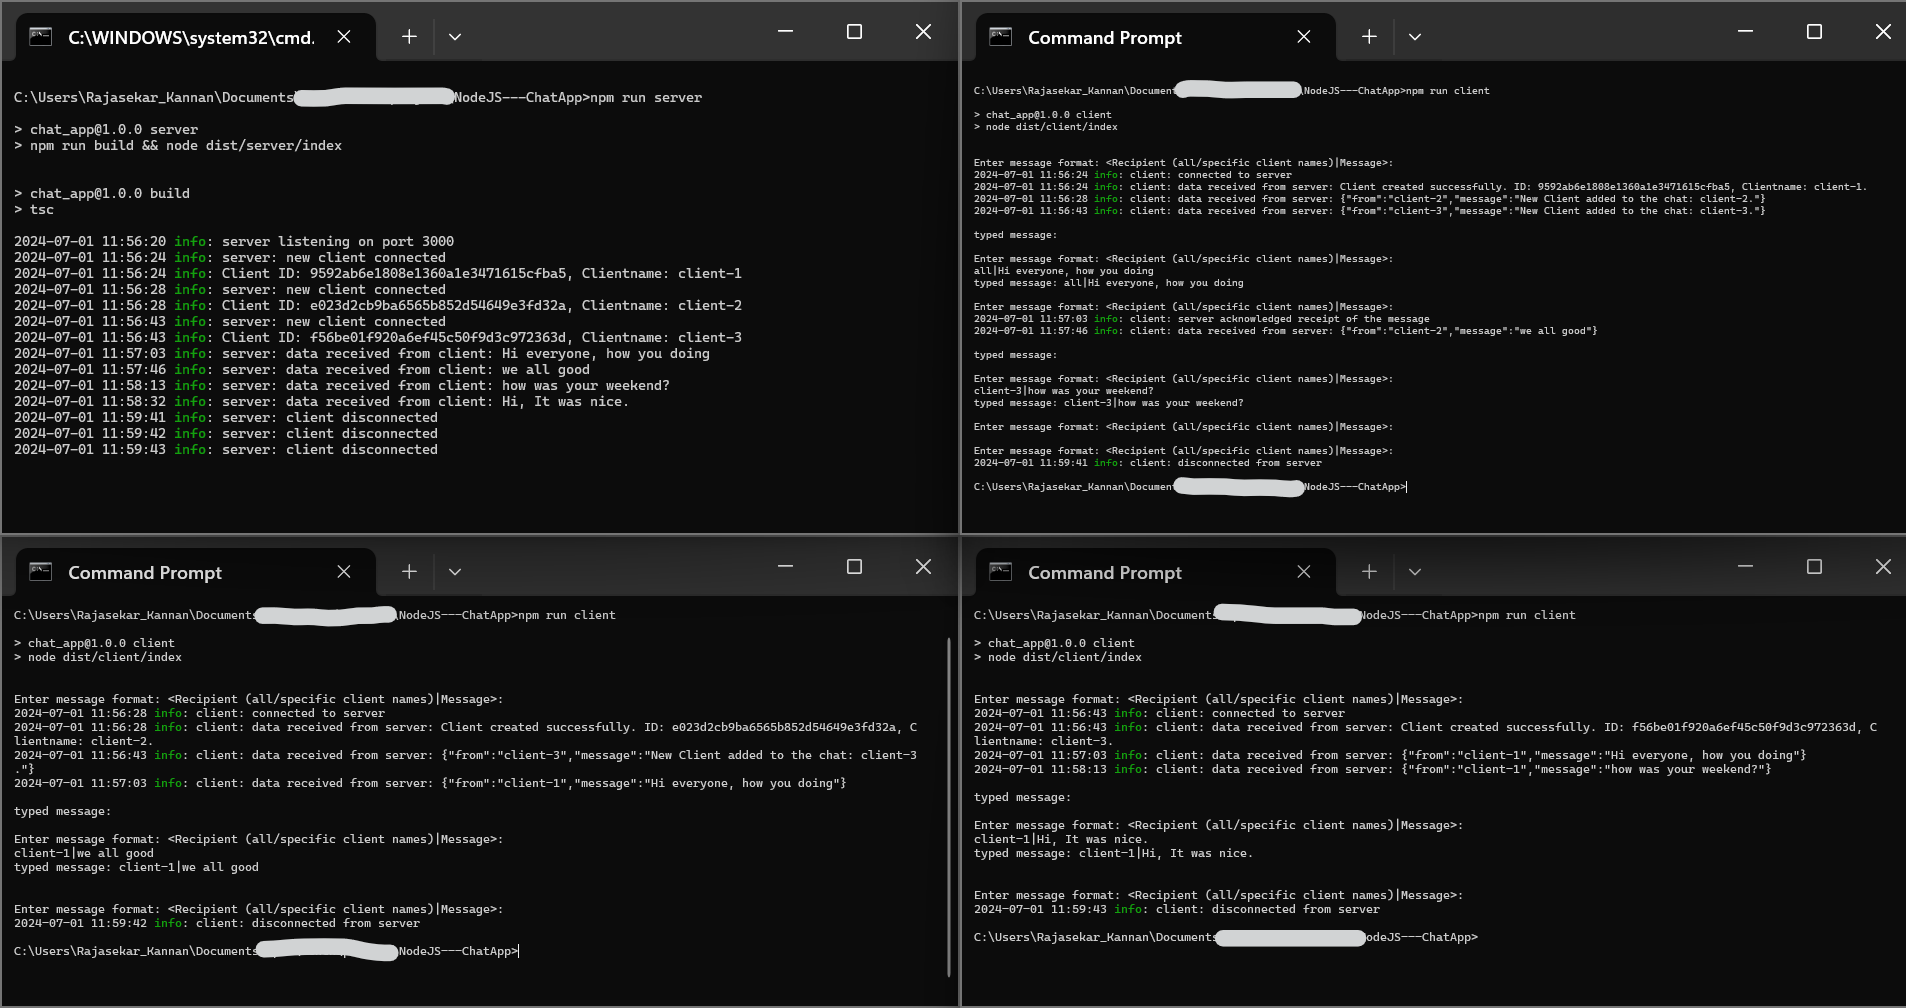 C:\WINDOWS\system32\cmd.
C:\Users\Rajasekar_Kannan\Documents NodeJS---ChatApp>npm run server
> chat_app@1.0.0 server
> npm run build && node dist/server/index
> chat_app@1.0.0 build
> tsc
2024-07-01 11:56:20 info: server listening on port 3000
2024-07-01 11:56:24 info: server: new client connected
2024-07-01 11:56:24 info: Client ID: 9592ab6e1808e1360a1e3471615cfba5, Clientname: client-1
2024-07-01 11:56:28 info: server: new client connected
2024-07-01 11:56:28 info: Client ID: e023d2cb9ba6565b852d54649e3fd32a, Clientname: client-2
2024-07-01 11:56:43 info: server: new client connected
2024-07-01 11:56:43 info: Client ID: f56be01f920a6ef45c50f9d3c972363d, Clientname: client-3
2024-07-01 11:57:03 info: server: data received from client: Hi everyone, how you doing
2024-07-01 11:57:46 info: server: data received from client: we all good
2024-07-01 11:58:13 info: server: data received from client: how was your weekend?
2024-07-01 11:58:32 info: server: data received from client: Hi, It was nice.
2024-07-01 11:59:41 info: server: client disconnected
2024-07-01 11:59:42 info: server: client disconnected
2024-07-01 11:59:43 info: server: client disconnected
Command Prompt
C:\Users\Rajasekar_Kannan\Documen NodeJS---ChatApp>npm run client
> chat_app@1.0.0 client
> node dist/client/index
Enter message format: <Recipient (all/specific client names)|Message>:
2024-07-01 11:56:24 info: client: connected to server
2024-07-01 11:56:24 info: client: data received from server: Client created successfully. ID: 9592ab6e1808e1360a1e3471615cfba5, Clientname: client-1.
2024-07-01 11:56:28 info: client: data received from server: {"from":"client-2","message":"New Client added to the chat: client-2."}
2024-07-01 11:56:43 info: client: data received from server: {"from":"client-3","message":"New Client added to the chat: client-3."}
typed message:
Enter message format: <Recipient (all/specific client names)|Message>:
all|Hi everyone, how you doing
typed message: all|Hi everyone, how you doing
Enter message format: <Recipient (all/specific client names)|Message>:
2024-07-01 11:57:03 info: client: server acknowledged receipt of the message
2024-07-01 11:57:46 info: client: data received from server: {"from":"client-2","message":"we all good"}
typed message:
Enter message format: <Recipient (all/specific client names)|Message>:
client-3|how was your weekend?
typed message: client-3|how was your weekend?
Enter message format: <Recipient (all/specific client names)|Message>:
Enter message format: <Recipient (all/specific client names)|Message>:
2024-07-01 11:59:41 info: client: disconnected from server
C:\Users\Rajasekar_Kannan\Documen NodeJS---ChatApp>
Command Prompt
C:\Users\Rajasekar_Kannan\Documents \NodeJS---ChatApp>npm run client
> chat_app@1.0.0 client
> node dist/client/index
Enter message format: <Recipient (all/specific client names)|Message>:
2024-07-01 11:56:28 info: client: connected to server
2024-07-01 11:56:28 info: client: data received from server: Client created successfully. ID: e023d2cb9ba6565b852d54649e3fd32a, C
lientname: client-2.
2024-07-01 11:56:43 info: client: data received from server: {"from":"client-3","message":"New Client added to the chat: client-3
."}
2024-07-01 11:57:03 info: client: data received from server: {"from":"client-1","message":"Hi everyone, how you doing"}
typed message:
Enter message format: <Recipient (all/specific client names)|Message>:
client-1|we all good
typed message: client-1|we all good
Enter message format: <Recipient (all/specific client names)|Message>:
2024-07-01 11:59:42 info: client: disconnected from server
C:\Users\Rajasekar_Kannan\Documents NodeJS---ChatApp>
Command Prompt
C:\Users\Rajasekar_Kannan\Documents NodeJS---ChatApp>npm run client
> chat_app@1.0.0 client
> node dist/client/index
Enter message format: <Recipient (all/specific client names)|Message>:
2024-07-01 11:56:43 info: client: connected to server
2024-07-01 11:56:43 info: client: data received from server: Client created successfully. ID: f56be01f920a6ef45c50f9d3c972363d, C
lientname: client-3.
2024-07-01 11:57:03 info: client: data received from server: {"from":"client-1","message":"Hi everyone, how you doing"}
2024-07-01 11:58:13 info: client: data received from server: {"from":"client-1","message":"how was your weekend?"}
typed message:
Enter message format: <Recipient (all/specific client names)|Message>:
client-1|Hi, It was nice.
typed message: client-1|Hi, It was nice.
Enter message format: <Recipient (all/specific client names)|Message>:
2024-07-01 11:59:43 info: client: disconnected from server
C:\Users\Rajasekar_Kannan\Documents odeJS---ChatApp>